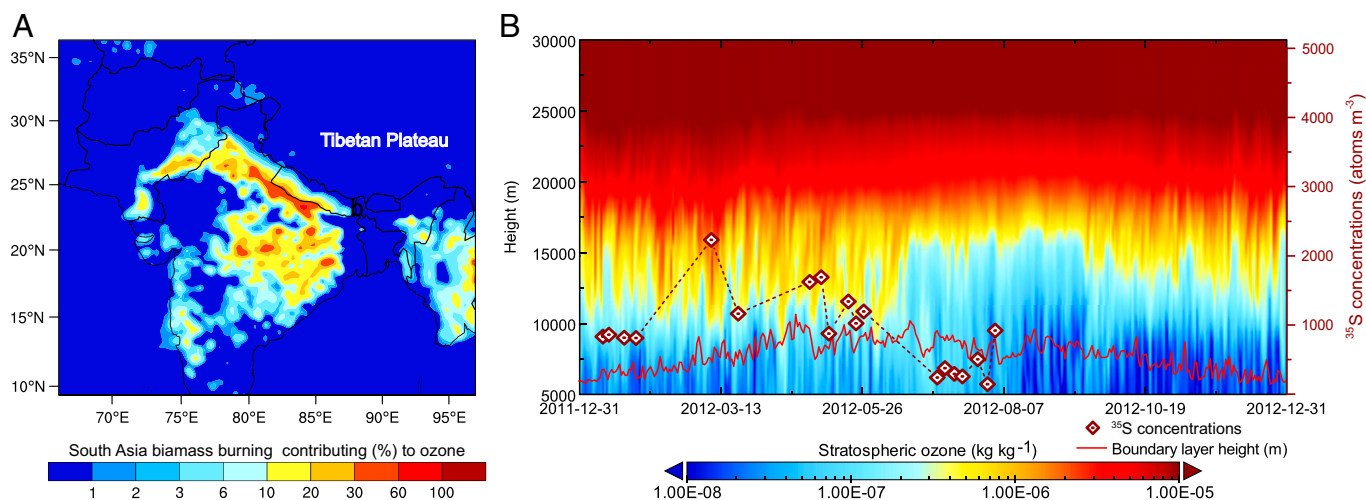 A
35°N
30°N
25°N
20°N
15°N
10°N
Tibetan Plateau
70°E 75°E 80°E 85°E 90°E 95°E
South Asia biomass burning contributing (%) to ozone
1 2 3 6 10 20 30 60 100
B
30000
25000
20000
15000
10000
5000
Height (m)
5000
4000
3000
2000
1000
³⁵S concentrations (atoms m⁻³)
2011-12-31 2012-03-13 2012-05-26 2012-08-07 2012-10-19 2012-12-31
³⁵S concentrations
Boundary layer height (m)
Stratospheric ozone (kg kg⁻¹)
1.00E-08 1.00E-07 1.00E-06 1.00E-05